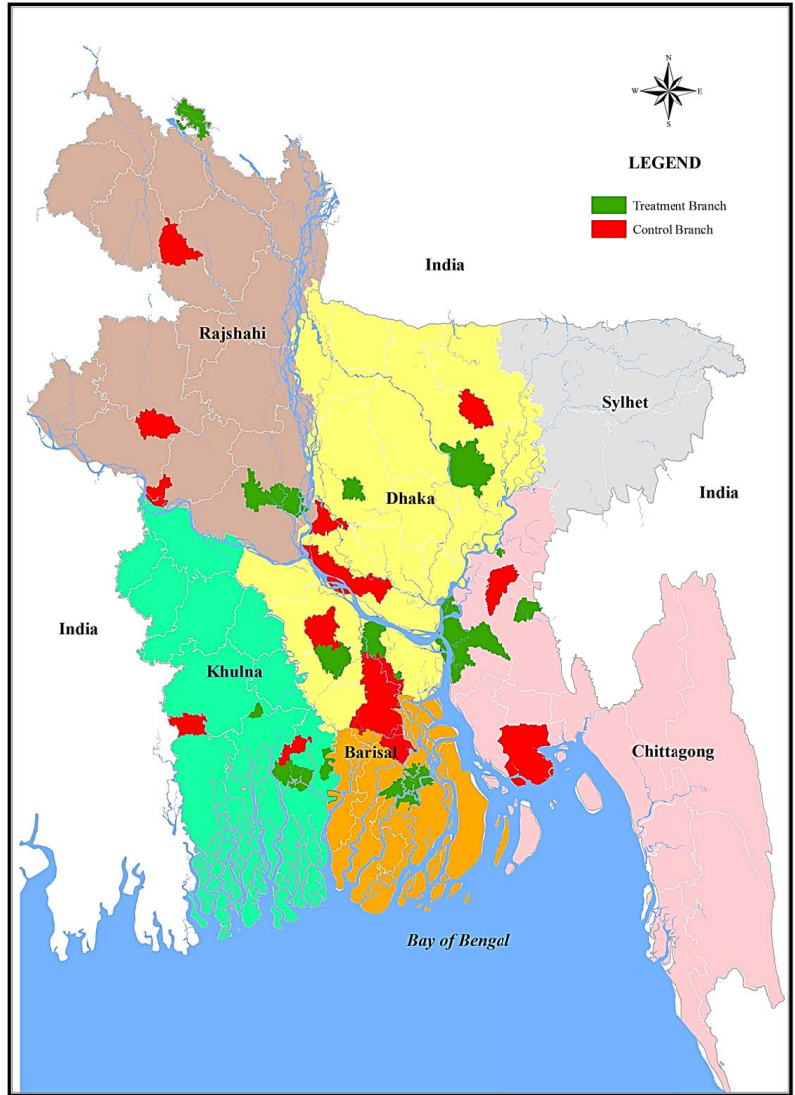 N
W E
S
LEGEND
Treatment Branch
Control Branch
India
Rajshahi
Sylhet
Dhaka
India
India
Khulna
Barisal
Chittagong
Bay of Bengal